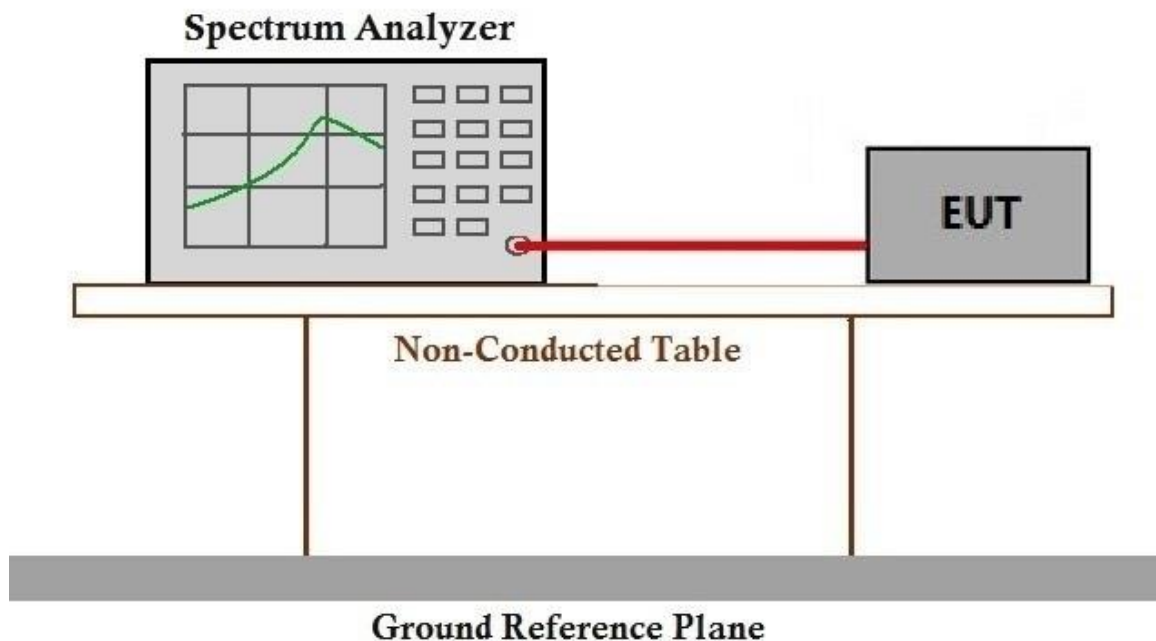 Spectrum Analyzer
EUT
Non-Conducted Table
Ground Reference Plane